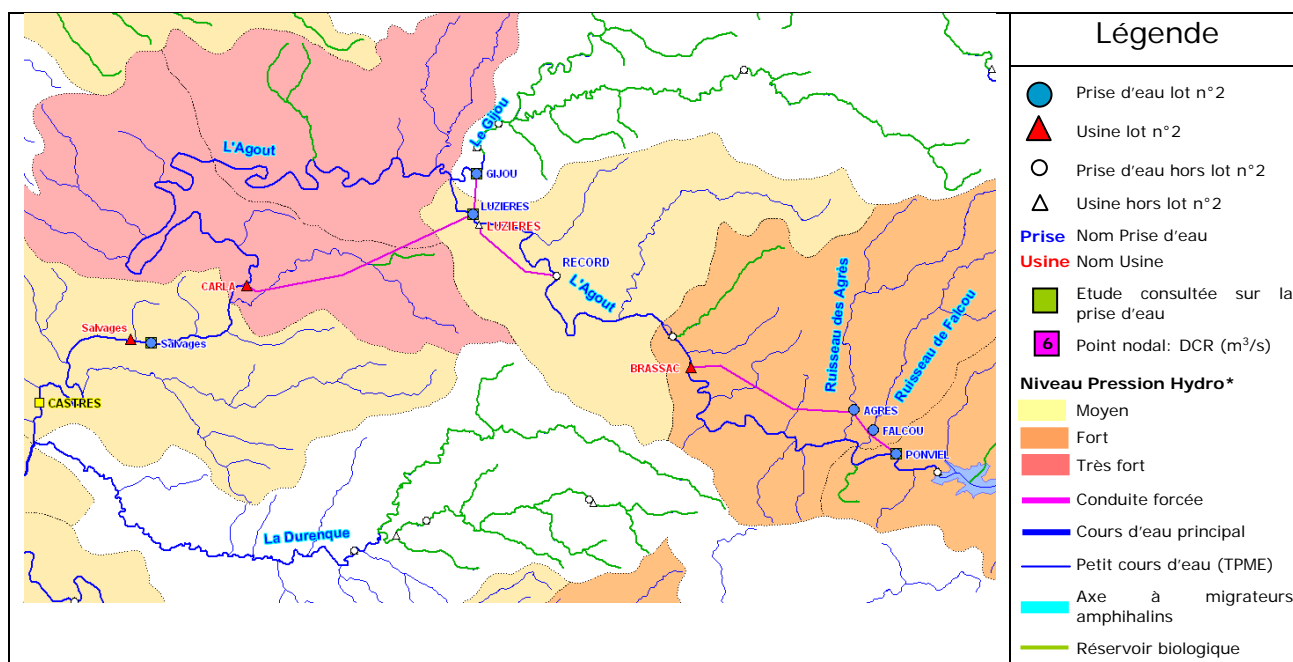 L'Agout
Le Gijou
GIJOU
LUZIERES
LUZIERES
RECORD
L'Agout
CARLA
Salvages
Salvages
CASTRES
BRASSAC
Ruisseau des Agrès
Ruisseau de Falcou
AGRÈS
FALCOU
PONVIEL
La Durenque
Légende
Prise d'eau lot n°2
Usine lot n°2
Prise d'eau hors lot n°2
Usine hors lot n°2
Prise Nom Prise d'eau
Usine Nom Usine
Etude consultée sur la
prise d'eau
6 Point nodal: DCR (m³/s)
Niveau Pression Hydro*
Moyen
Fort
Très fort
Conduite forcée
Cours d'eau principal
Petit cours d'eau (TPME)
Axe à migrateurs
amphihalins
Réservoir biologique